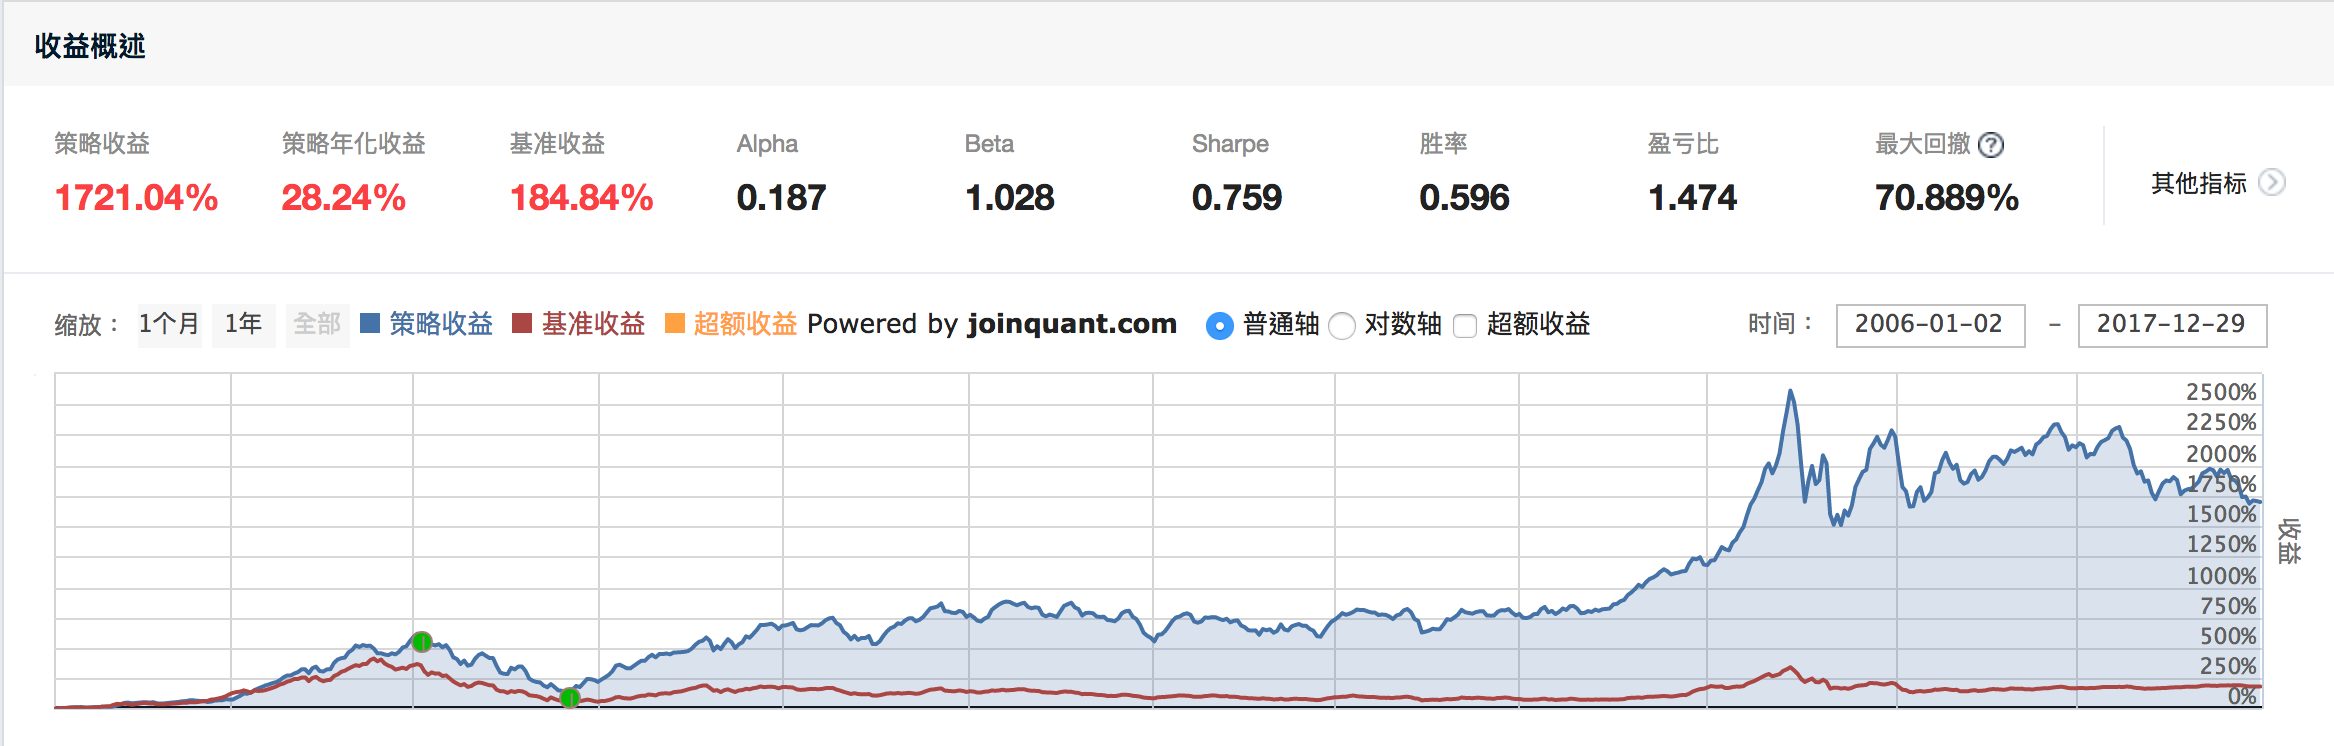 收益概述
策略收益 策略年化收益 基准收益 Alpha Beta Sharpe 胜率 盈亏比 最大回撤 ?
1721.04% 28.24% 184.84% 0.187 1.028 0.759 0.596 1.474 70.889%
其他指标
缩放： 1个月 1年 全部 策略收益 基准收益 超额收益 Powered by joinquant.com 普通轴 对数轴 超额收益 时间： 2006-01-02 – 2017-12-29
2500%
2250%
2000%
1750%
1500%
1250%
1000%
750%
500%
250%
0%
收益